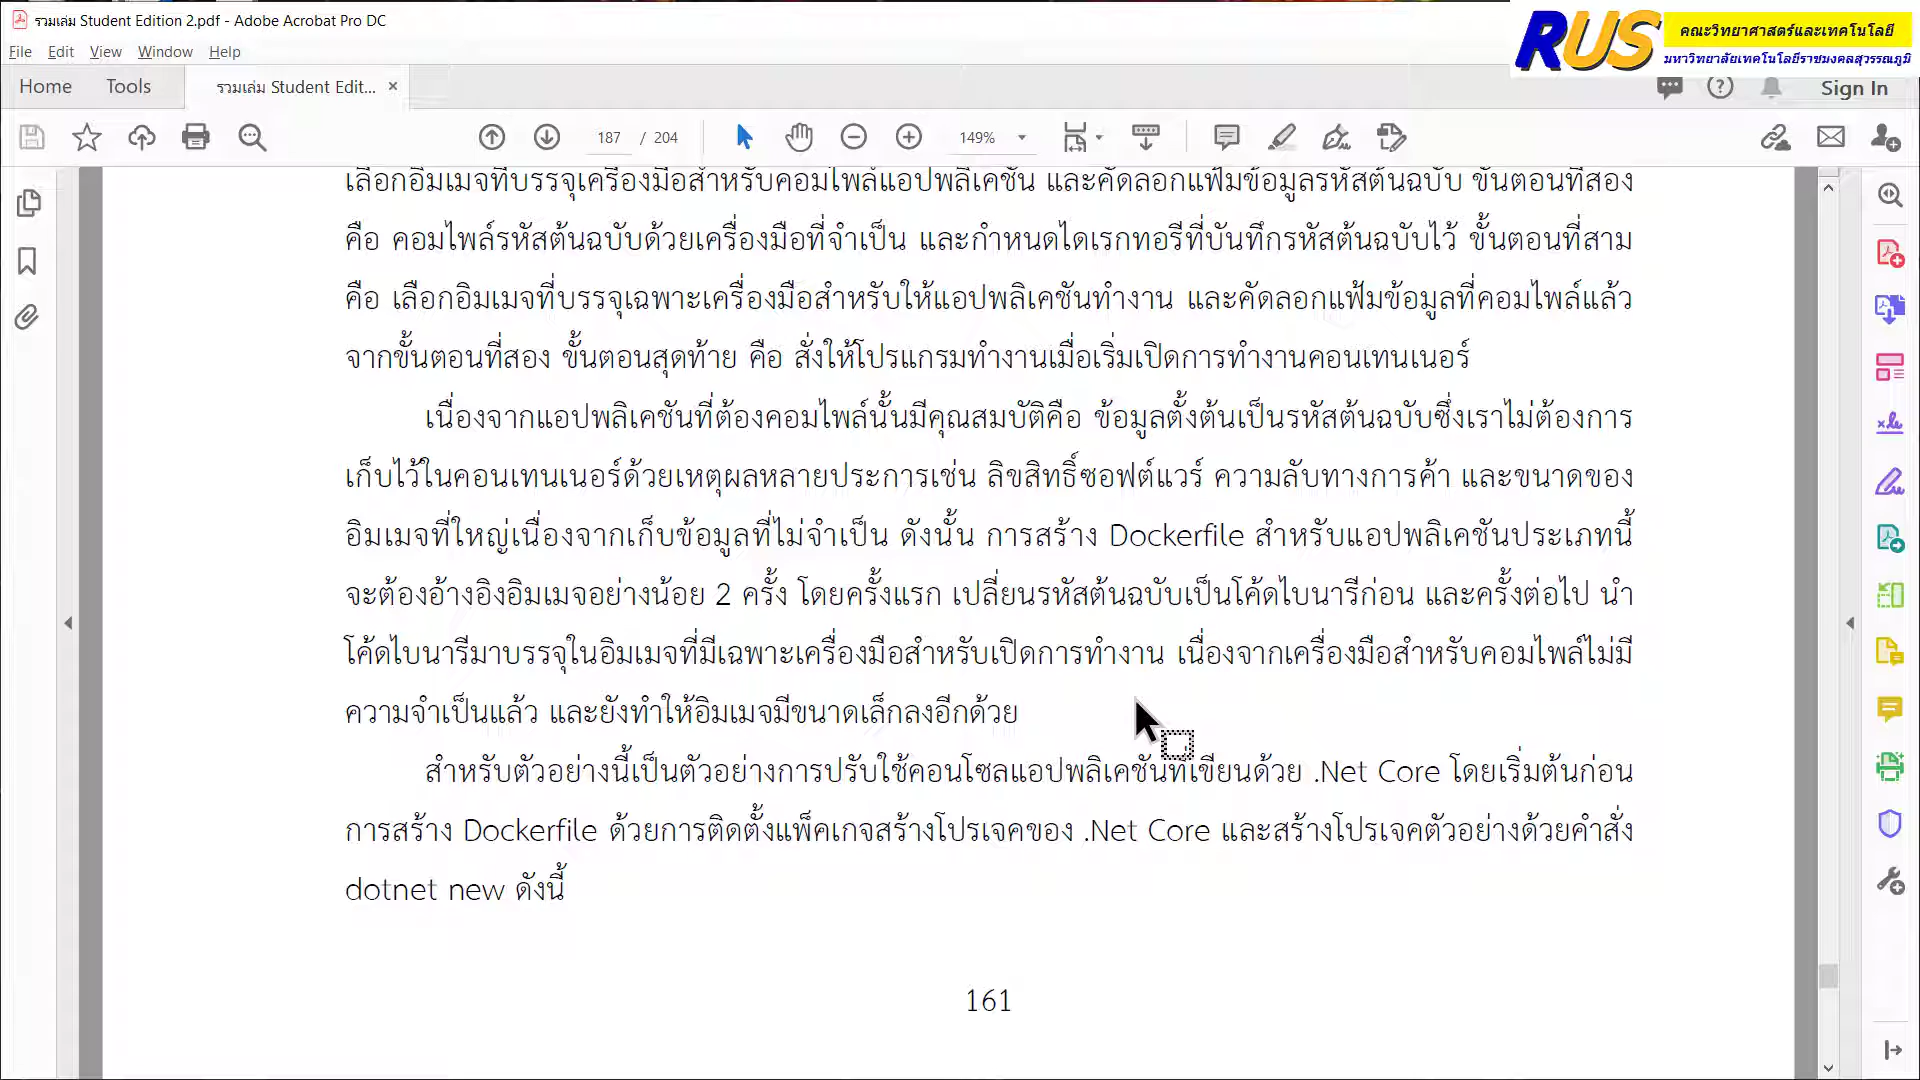 รวมเล่ม Student Edition 2.pdf - Adobe Acrobat Pro DC
File Edit View Window Help
RUS คณะวิทยาศาสตร์และเทคโนโลยี
มหาวิทยาลัยเทคโนโลยีราชมงคลสุวรรณภูมิ
Home Tools รวมเล่ม Student Edit... × Sign In
187 / 204 149%
เลือกอิมเมจที่บรรจุเครื่องมือสำหรับคอมไพล์แอปพลิเคชัน และคัดลอกแฟ้มข้อมูลรหัสต้นฉบับ ขั้นตอนที่สอง
คือ คอมไพล์รหัสต้นฉบับด้วยเครื่องมือที่จำเป็น และกำหนดไดเรกทอรีที่บันทึกรหัสต้นฉบับไว้ ขั้นตอนที่สาม
คือ เลือกอิมเมจที่บรรจุเฉพาะเครื่องมือสำหรับให้แอปพลิเคชันทำงาน และคัดลอกแฟ้มข้อมูลที่คอมไพล์แล้ว
จากขั้นตอนที่สอง ขั้นตอนสุดท้าย คือ สั่งให้โปรแกรมทำงานเมื่อเริ่มเปิดการทำงานคอนเทนเนอร์
เนื่องจากแอปพลิเคชันที่ต้องคอมไพล์นั้นมีคุณสมบัติคือ ข้อมูลตั้งต้นเป็นรหัสต้นฉบับซึ่งเราไม่ต้องการ
เก็บไว้ในคอนเทนเนอร์ด้วยเหตุผลหลายประการเช่น ลิขสิทธิ์ซอฟต์แวร์ ความลับทางการค้า และขนาดของ
อิมเมจที่ใหญ่เนื่องจากเก็บข้อมูลที่ไม่จำเป็น ดังนั้น การสร้าง Dockerfile สำหรับแอปพลิเคชันประเภทนี้
จะต้องอ้างอิงอิมเมจอย่างน้อย 2 ครั้ง โดยครั้งแรก เปลี่ยนรหัสต้นฉบับเป็นโค้ดไบนารีก่อน และครั้งต่อไป นำ
โค้ดไบนารีมาบรรจุในอิมเมจที่มีเฉพาะเครื่องมือสำหรับเปิดการทำงาน เนื่องจากเครื่องมือสำหรับคอมไพล์ไม่มี
ความจำเป็นแล้ว และยังทำให้อิมเมจมีขนาดเล็กลงอีกด้วย
สำหรับตัวอย่างนี้เป็นตัวอย่างการปรับใช้คอนโซลแอปพลิเคชันที่เขียนด้วย .Net Core โดยเริ่มต้นก่อน
การสร้าง Dockerfile ด้วยการติดตั้งแพ็คเกจสร้างโปรเจคของ .Net Core และสร้างโปรเจคตัวอย่างด้วยคำสั่ง
dotnet new ดังนี้
161